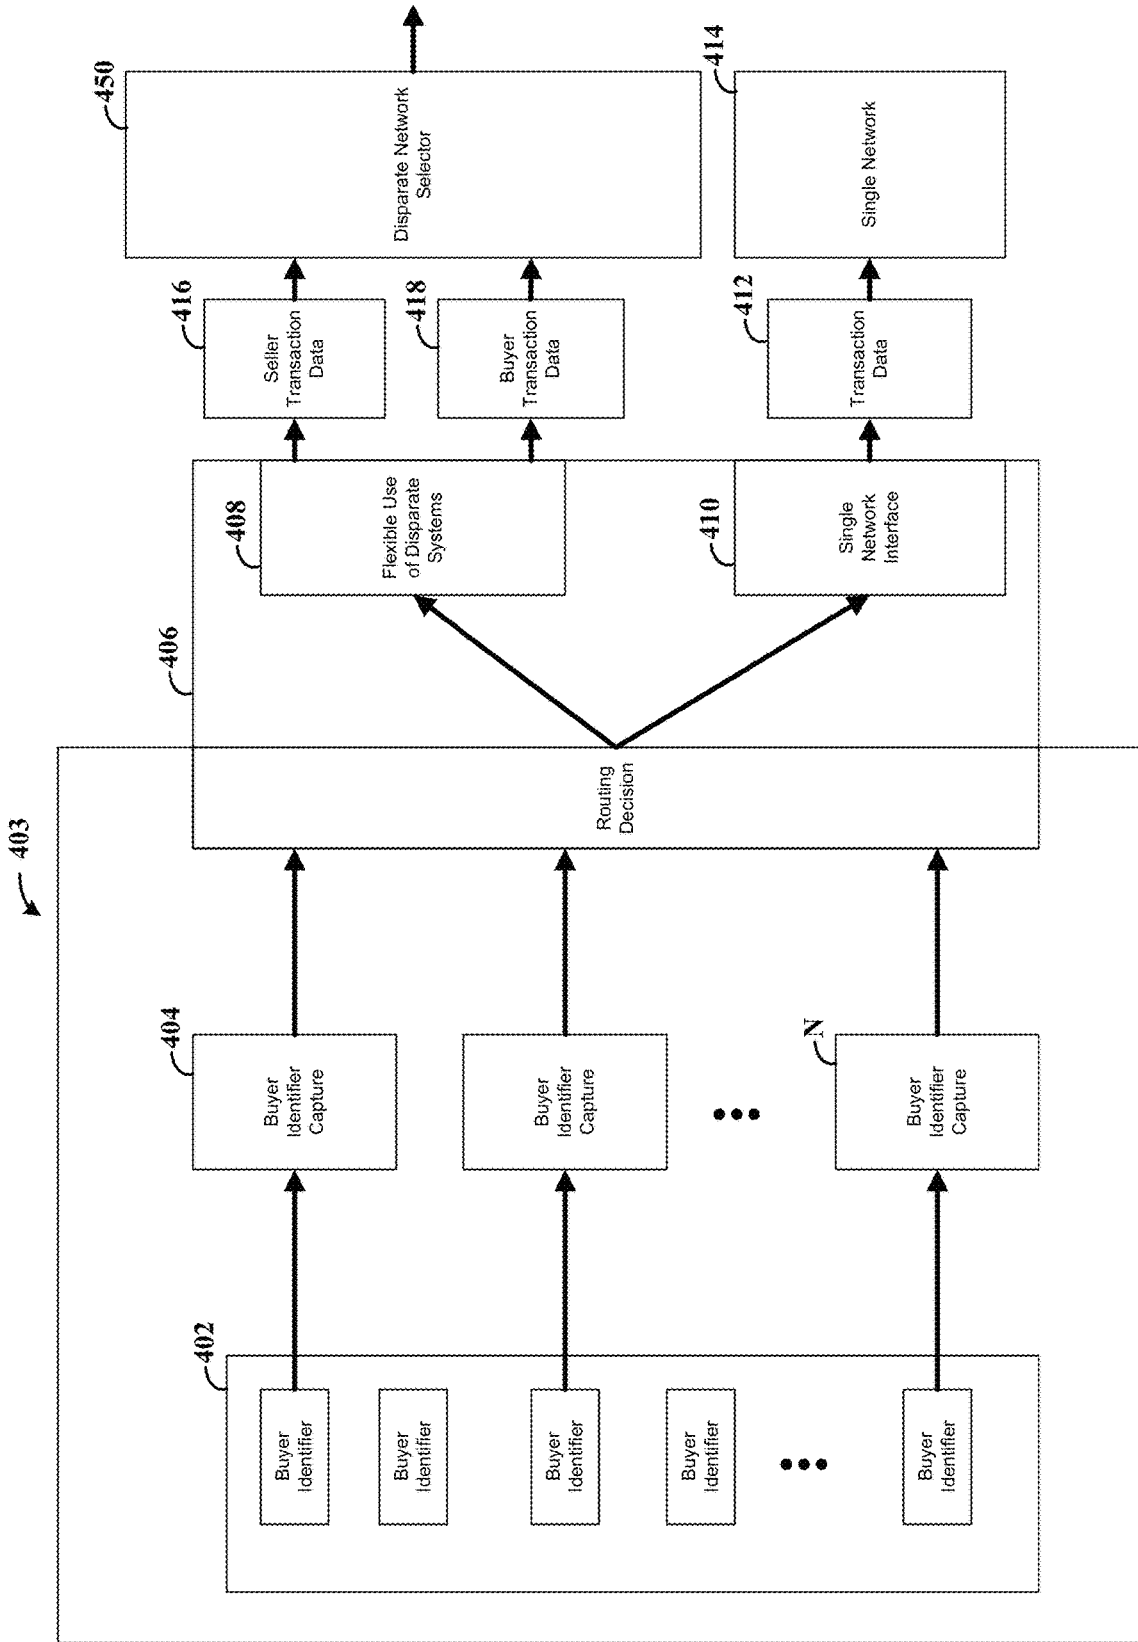 403
402
Buyer
Identifier
Buyer
Identifier
Buyer
Identifier
Buyer
Identifier
Buyer
Identifier
404
Buyer
Identifier
Capture
Buyer
Identifier
Capture
N
Buyer
Identifier
Capture
406
Routing
Decision
408
Flexible Use
of Disparate
Systems
410
Single
Network
Interface
416
Seller
Transaction
Data
418
Buyer
Transaction
Data
412
Transaction
Data
450
Disparate Network
Selector
414
Single Network